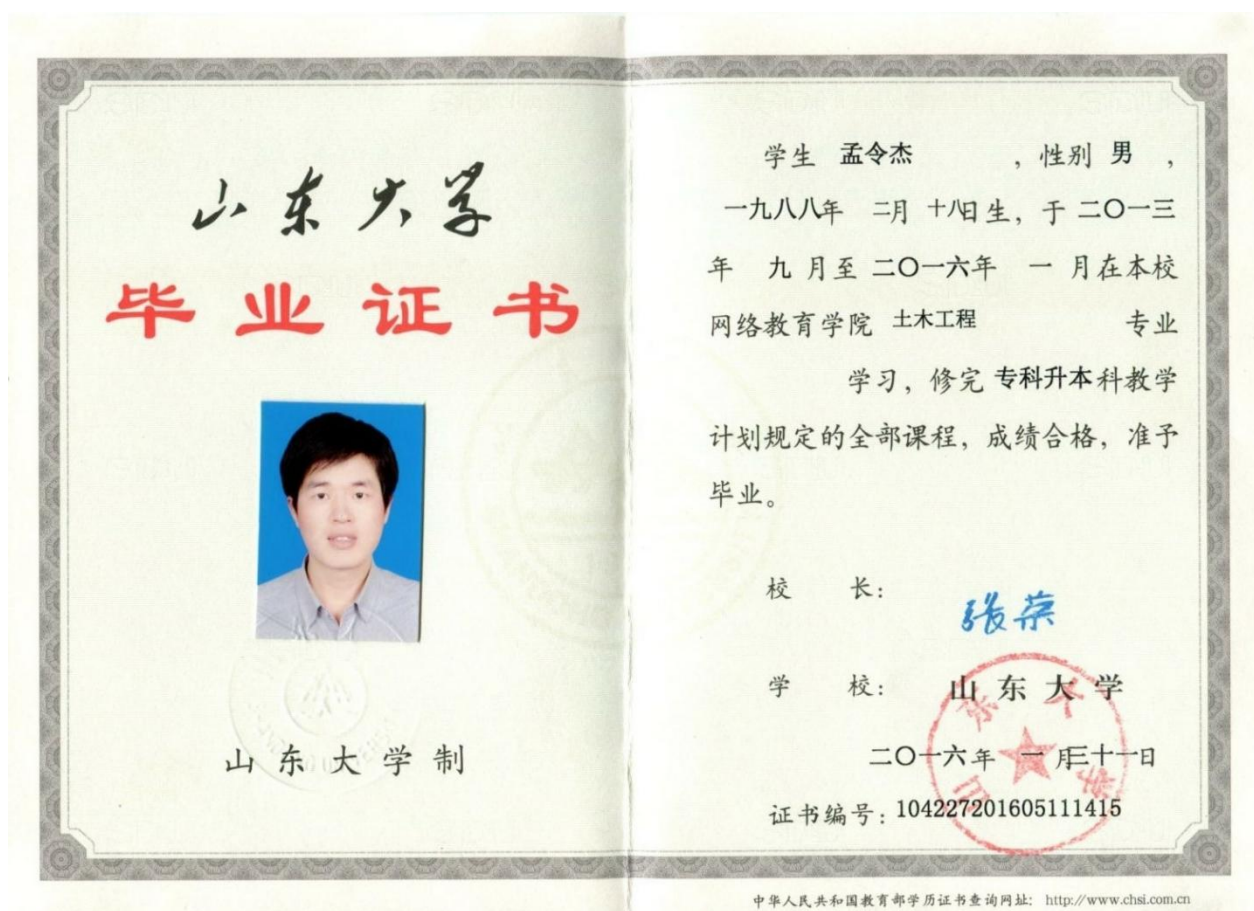 山东大学
毕业证书
山东大学制
学生 孟令杰 ，性别 男 ，
一九八八年 二月 十八日生，于 二〇一三
年 九 月至 二〇一六年 一 月在本校
网络教育学院 土木工程 专业
学习，修完 专科升本科教学
计划规定的全部课程，成绩合格，准予
毕业。
校 长：
张荣
学 校： 山东大学
山东大学
二〇一六年 一 月三十一日
证书编号：104227201605111415
中华人民共和国教育部学历证书查询网址：http://www.chsi.com.cn